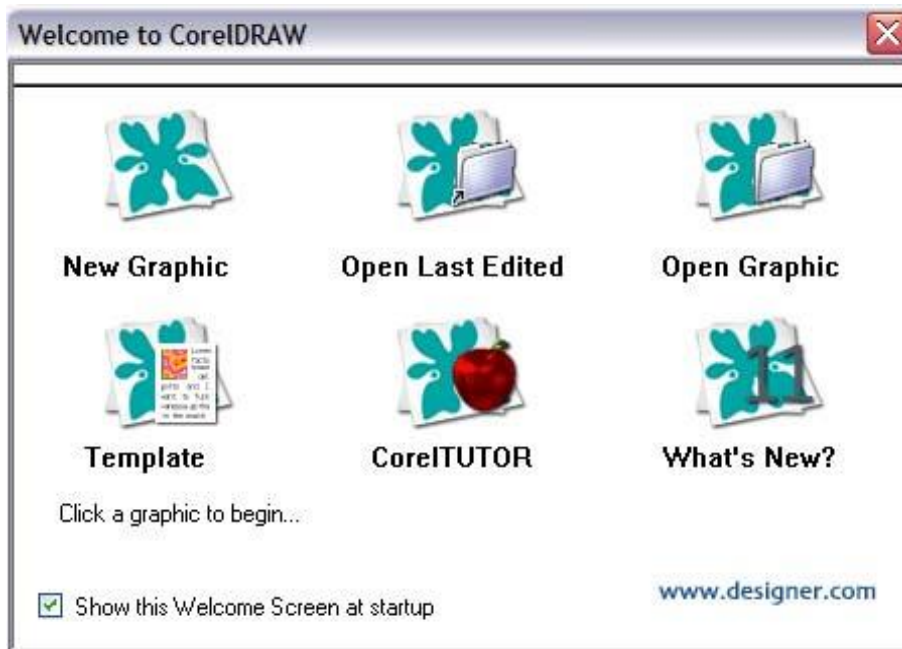 Welcome to CorelDRAW
New Graphic
Open Last Edited
Open Graphic
11
Template
CorelTUTOR
What's New?
Click a graphic to begin...
Show this Welcome Screen at startup
www.designer.com